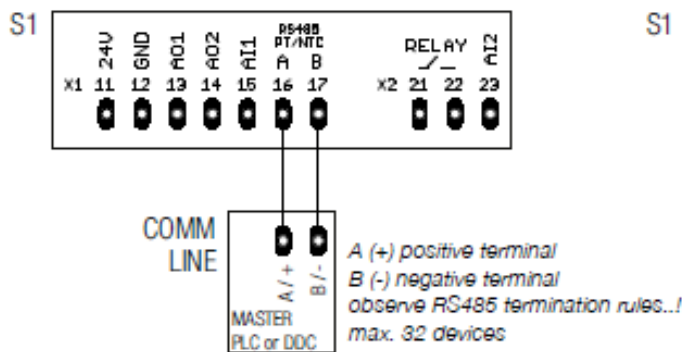 S1
S1
24V GND AO1 AO2 AI1 RS485 PT/NTC A B RELAY AI2
X1 11 12 13 14 15 16 17 X2 21 22 23
COMM
LINE
A / + B / -
MASTER
PLC or DDC
A (+) positive terminal
B (-) negative terminal
observe RS485 termination rules..!
max. 32 devices